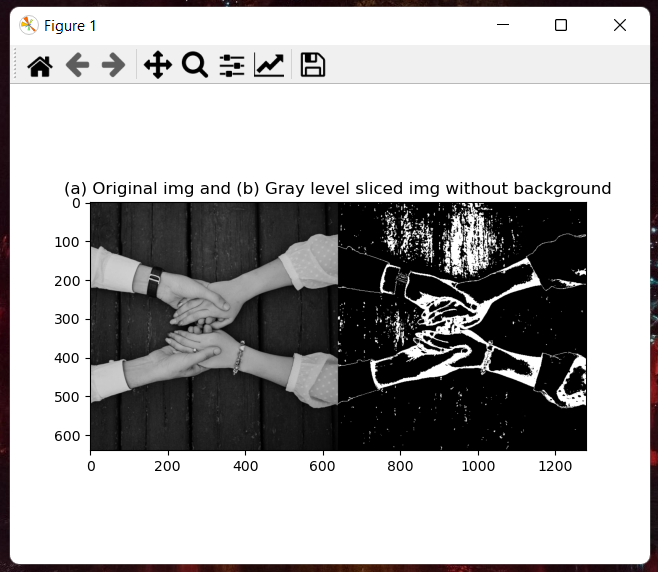 Figure 1
(a) Original img and (b) Gray level sliced img without background
0
100
200
300
400
500
600
0 200 400 600 800 1000 1200